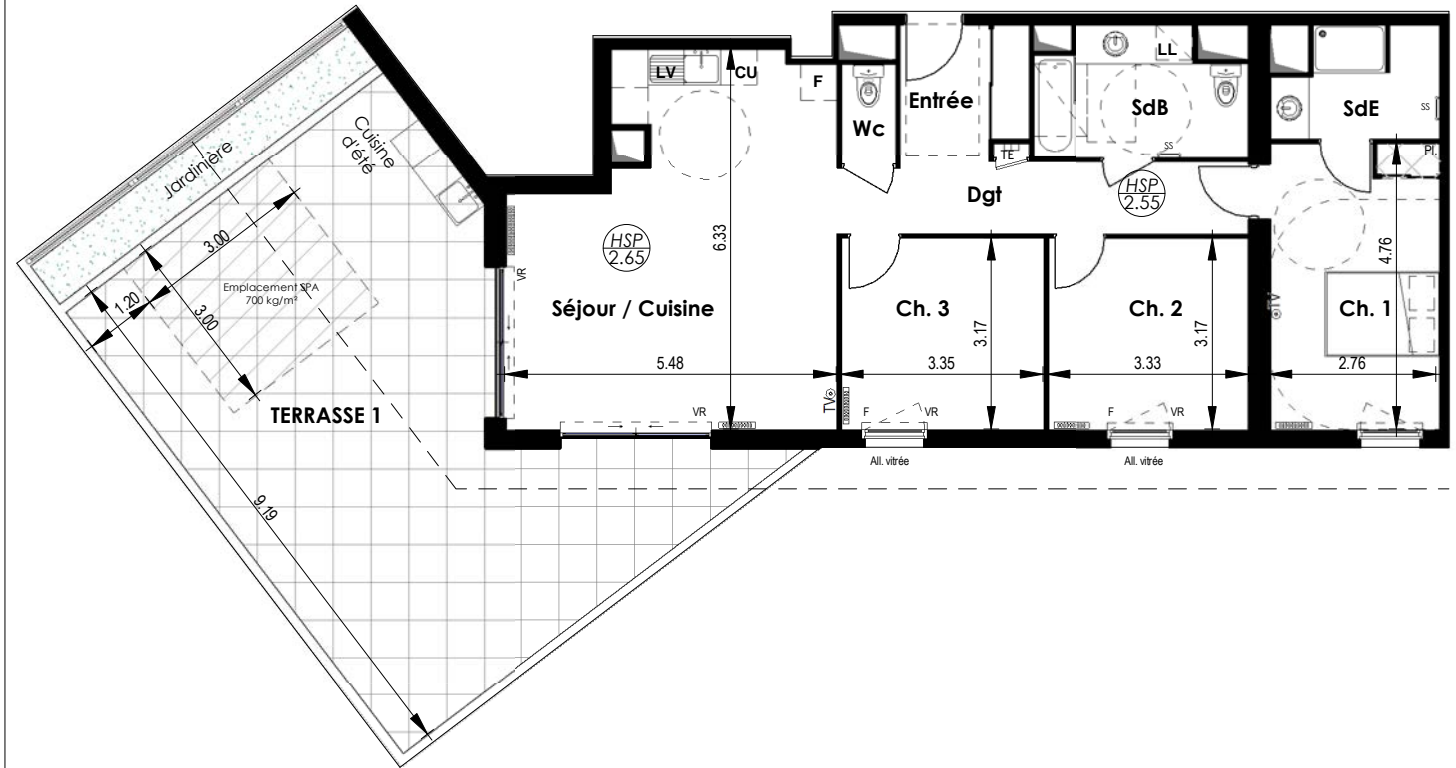 LV
CU
F
Wc
Entrée
TE
SdB
LL
SS
SdE
SS
Pl.
Jardinière
Cuisine
d'été
Dgt
HSP
2.55
HSP
2.65
6.33
4.76
3.00
Emplacement SPA
700 kg/m²
1.20
3.00
VR
Séjour / Cuisine
Ch. 3
3.17
Ch. 2
3.17
TV
Ch. 1
5.48
3.35
3.33
2.76
TERRASSE 1
TV
VR
F
VR
F
VR
All. vitrée
All. vitrée
9.19